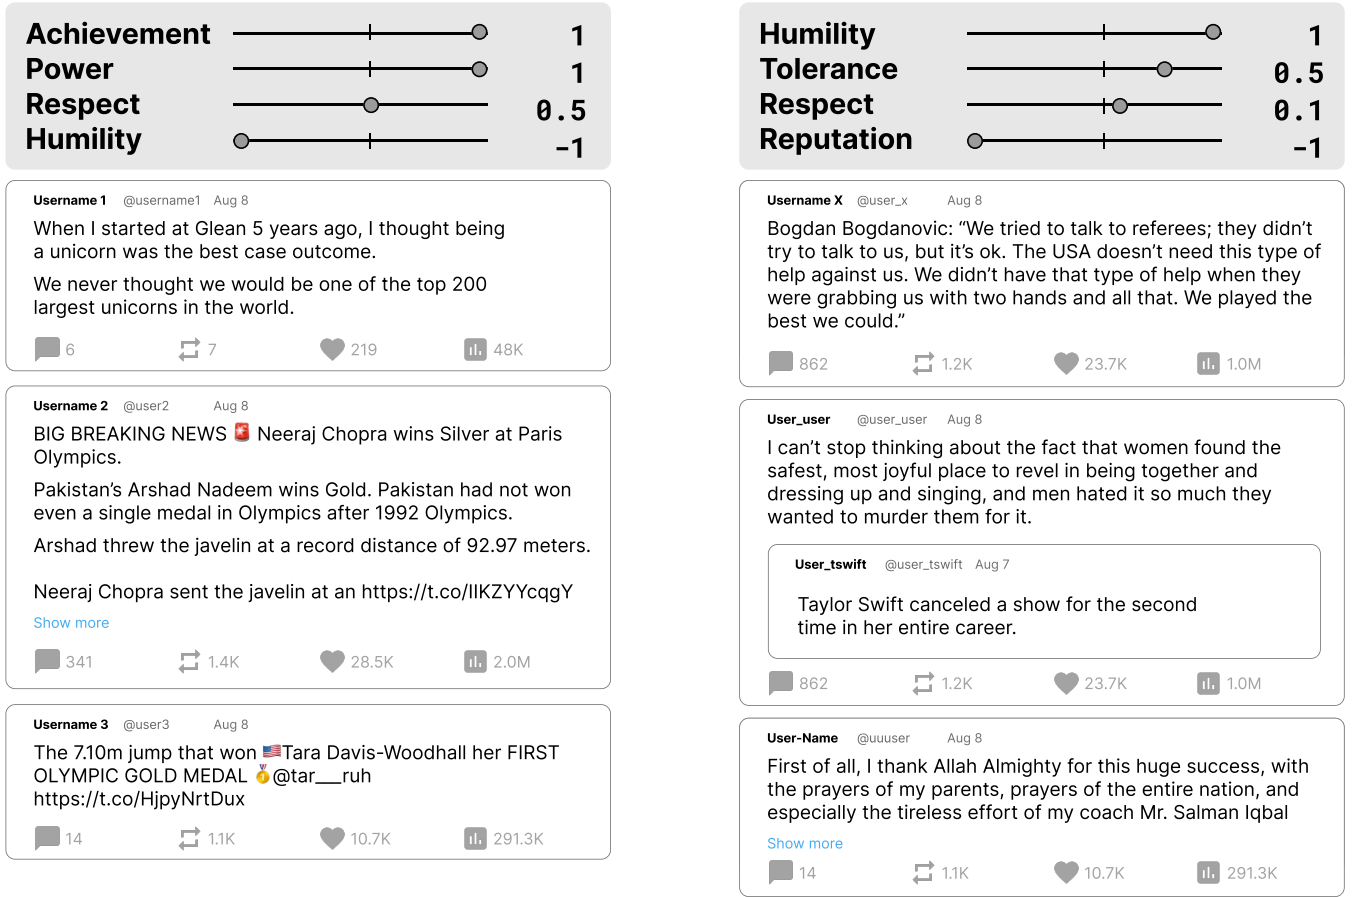 Achievement 1
Power 1
Respect 0.5
Humility -1
Username 1 @username1 Aug 8
When I started at Glean 5 years ago, I thought being
a unicorn was the best case outcome.
We never thought we would be one of the top 200
largest unicorns in the world.
6 7 219 48K
Username 2 @user2 Aug 8
BIG BREAKING NEWS 🚨 Neeraj Chopra wins Silver at Paris
Olympics.
Pakistan's Arshad Nadeem wins Gold. Pakistan had not won
even a single medal in Olympics after 1992 Olympics.
Arshad threw the javelin at a record distance of 92.97 meters.
Neeraj Chopra sent the javelin at an https://t.co/lIKZYYcqgY
Show more
341 1.4K 28.5K 2.0M
Username 3 @user3 Aug 8
The 7.10m jump that won 🇺🇸Tara Davis-Woodhall her FIRST
OLYMPIC GOLD MEDAL 🏅@tar___ruh
https://t.co/HjpyNrtDux
14 1.1K 10.7K 291.3K
Humility 1
Tolerance 0.5
Respect 0.1
Reputation -1
Username X @user_x Aug 8
Bogdan Bogdanovic: “We tried to talk to referees; they didn’t
try to talk to us, but it’s ok. The USA doesn’t need this type of
help against us. We didn’t have that type of help when they
were grabbing us with two hands and all that. We played the
best we could.”
862 1.2K 23.7K 1.0M
User_user @user_user Aug 8
I can’t stop thinking about the fact that women found the
safest, most joyful place to revel in being together and
dressing up and singing, and men hated it so much they
wanted to murder them for it.
User_tswift @user_tswift Aug 7
Taylor Swift canceled a show for the second
time in her entire career.
862 1.2K 23.7K 1.0M
User-Name @uuuser Aug 8
First of all, I thank Allah Almighty for this huge success, with
the prayers of my parents, prayers of the entire nation, and
especially the tireless effort of my coach Mr. Salman Iqbal
Show more
14 1.1K 10.7K 291.3K